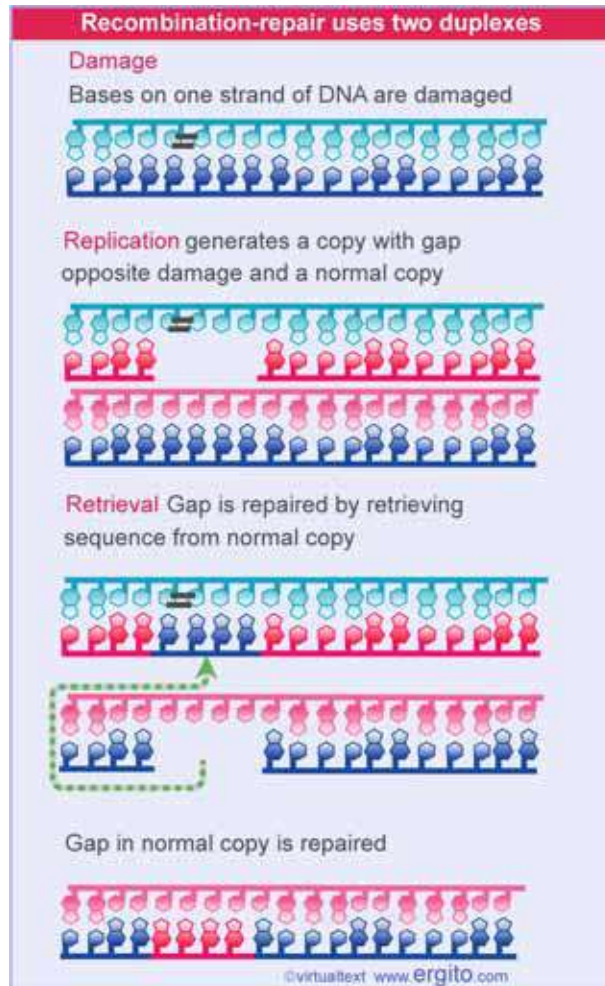 Recombination-repair uses two duplexes
Damage
Bases on one strand of DNA are damaged
Replication generates a copy with gap
opposite damage and a normal copy
Retrieval Gap is repaired by retrieving
sequence from normal copy
Gap in normal copy is repaired
©virtualtext www.ergito.com